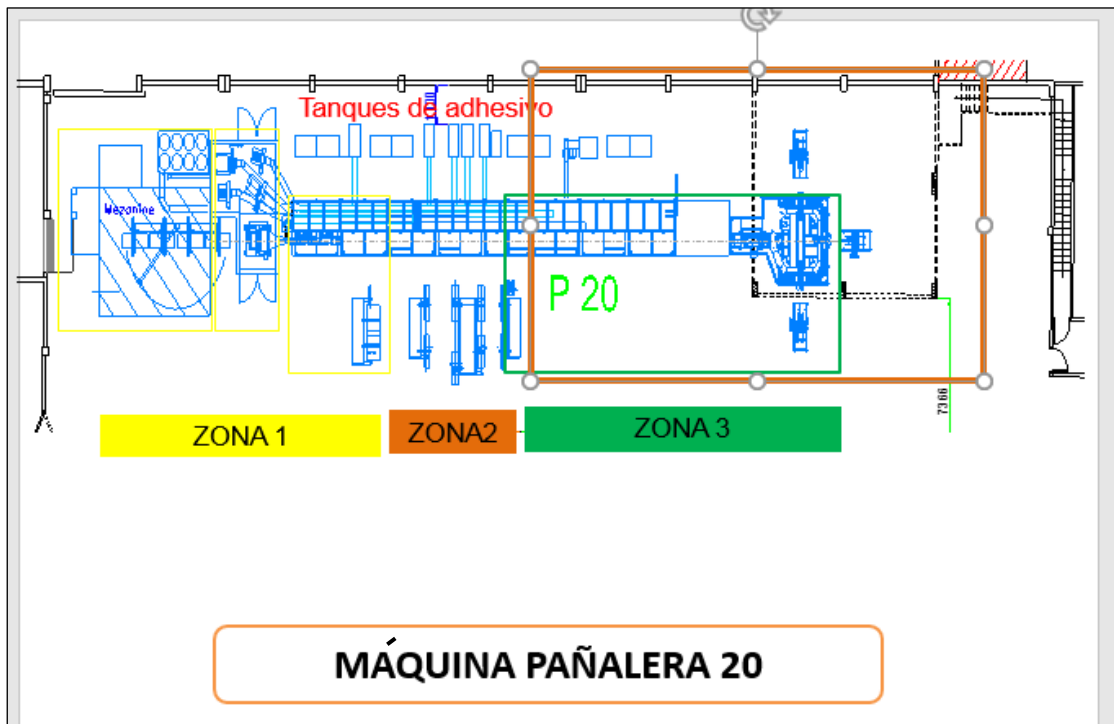 Tanques de adhesivo
Mezanine
P 20
7366
ZONA 1
ZONA2
ZONA 3
MÁQUINA PAÑALERA 20